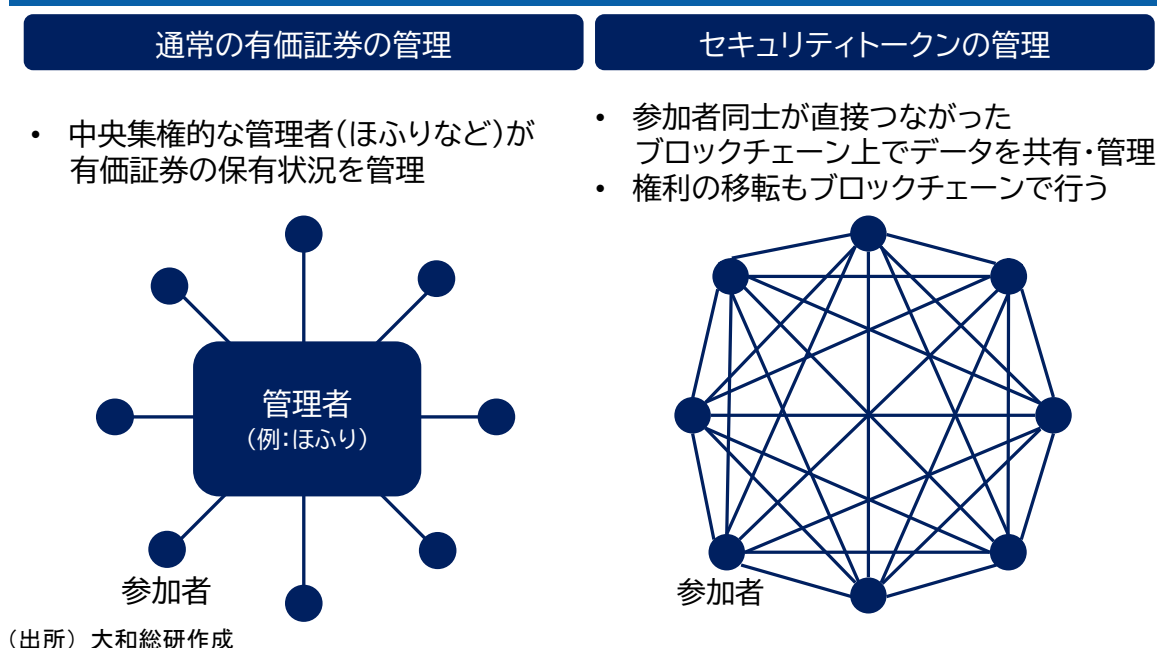 通常の有価証券の管理
• 中央集権的な管理者(ほふりなど)が
有価証券の保有状況を管理
管理者
(例:ほふり)
参加者
セキュリティトークンの管理
• 参加者同士が直接つながった
ブロックチェーン上でデータを共有・管理
• 権利の移転もブロックチェーンで行う
参加者
(出所) 大和総研作成